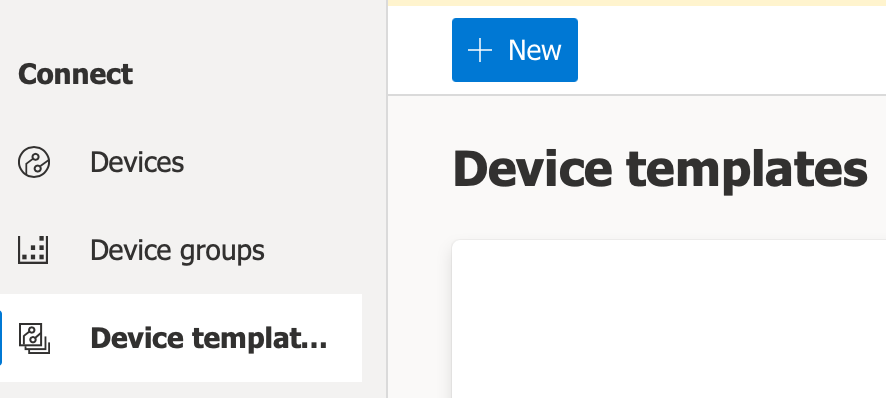 Connect
Devices
Device groups
Device templat...
+ New
Device templates